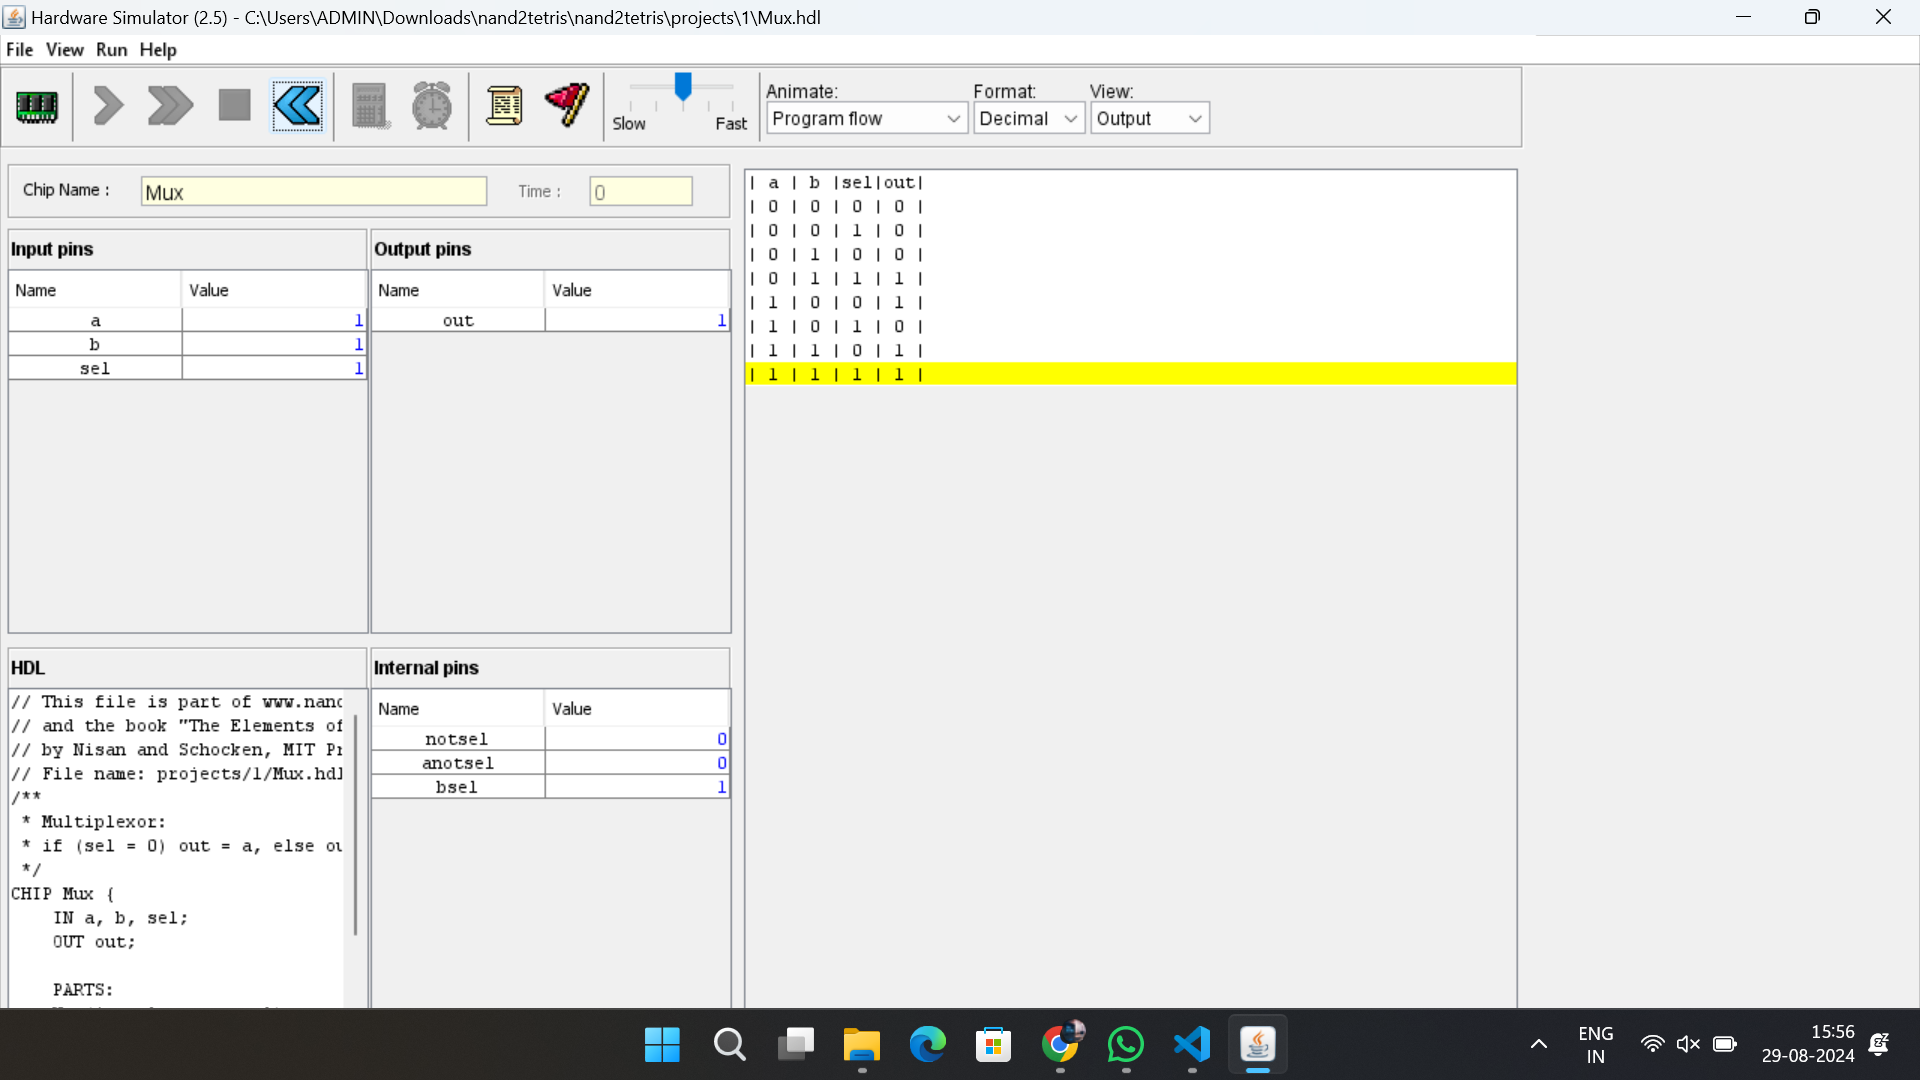 Hardware Simulator (2.5) - C:\Users\ADMIN\Downloads\nand2tetris\nand2tetris\projects\1\Mux.hdl
File View Run Help
Slow Fast
Animate: Format: View:
Program flow Decimal Output
Chip Name : Mux Time : 0
Input pins
Name Value
a 1
b 1
sel 1
Output pins
Name Value
out 1
| a | b |sel|out|
| 0 | 0 | 0 | 0 |
| 0 | 0 | 1 | 0 |
| 0 | 1 | 0 | 0 |
| 0 | 1 | 1 | 1 |
| 1 | 0 | 0 | 1 |
| 1 | 0 | 1 | 0 |
| 1 | 1 | 0 | 1 |
| 1 | 1 | 1 | 1 |
HDL
// This file is part of www.nand
// and the book "The Elements of
// by Nisan and Schocken, MIT Pr
// File name: projects/1/Mux.hdl
/**
* Multiplexor:
* if (sel = 0) out = a, else ou
*/
CHIP Mux {
IN a, b, sel;
OUT out;
PARTS:
Internal pins
Name Value
notsel 0
anotsel 0
bsel 1
ENG
IN
15:56
29-08-2024